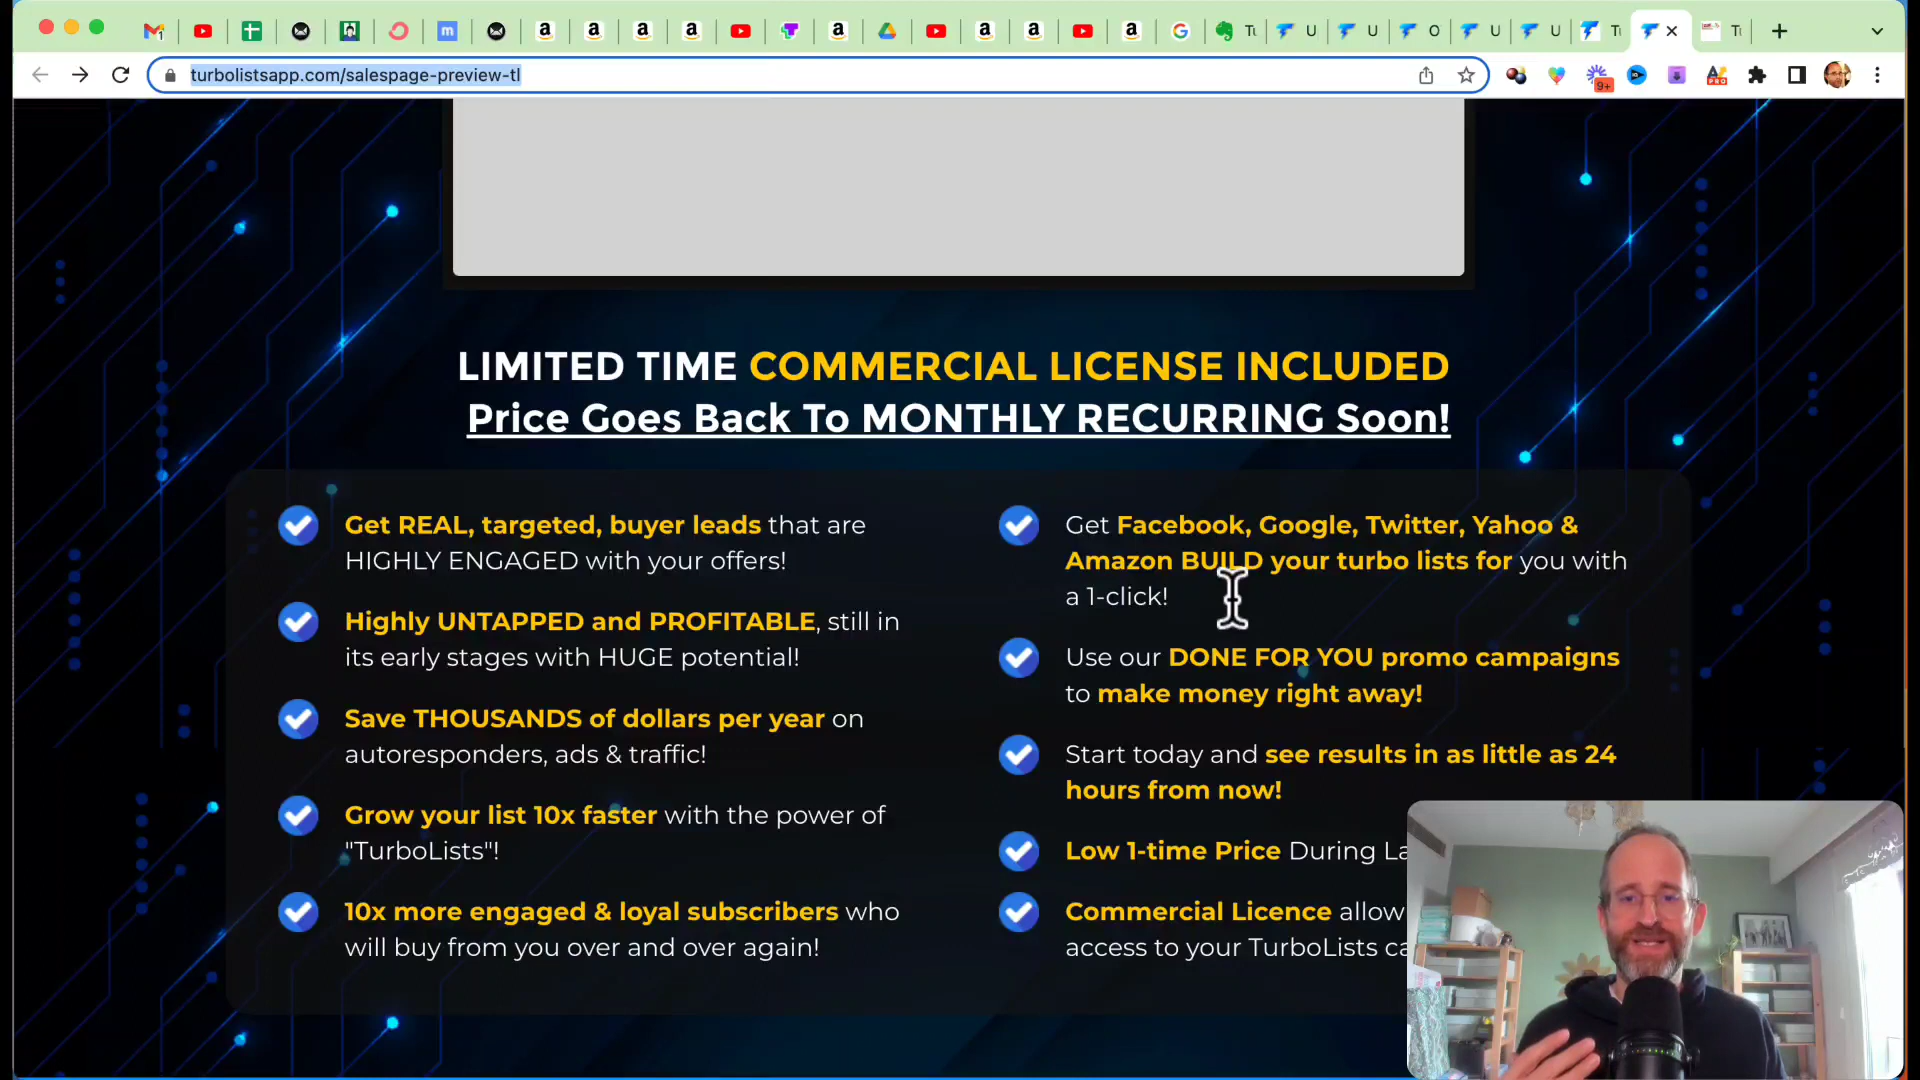 U
U
O
U
U
turbolistsapp.com/salespage-preview-tl
9+
PRO
LIMITED TIME COMMERCIAL LICENSE INCLUDED
Price Goes Back To MONTHLY RECURRING Soon!
Get REAL, targeted, buyer leads that are
HIGHLY ENGAGED with your offers!
Highly UNTAPPED and PROFITABLE, still in
its early stages with HUGE potential!
Save THOUSANDS of dollars per year on
autoresponders, ads & traffic!
Grow your list 10x faster with the power of
"TurboLists"!
10x more engaged & loyal subscribers who
will buy from you over and over again!
Get Facebook, Google, Twitter, Yahoo &
Amazon BUILD your turbo lists for you with
a 1-click!
Use our DONE FOR YOU promo campaigns
to make money right away!
Start today and see results in as little as 24
hours from now!
Low 1-time Price During La
Commercial Licence allow
access to your TurboLists ca